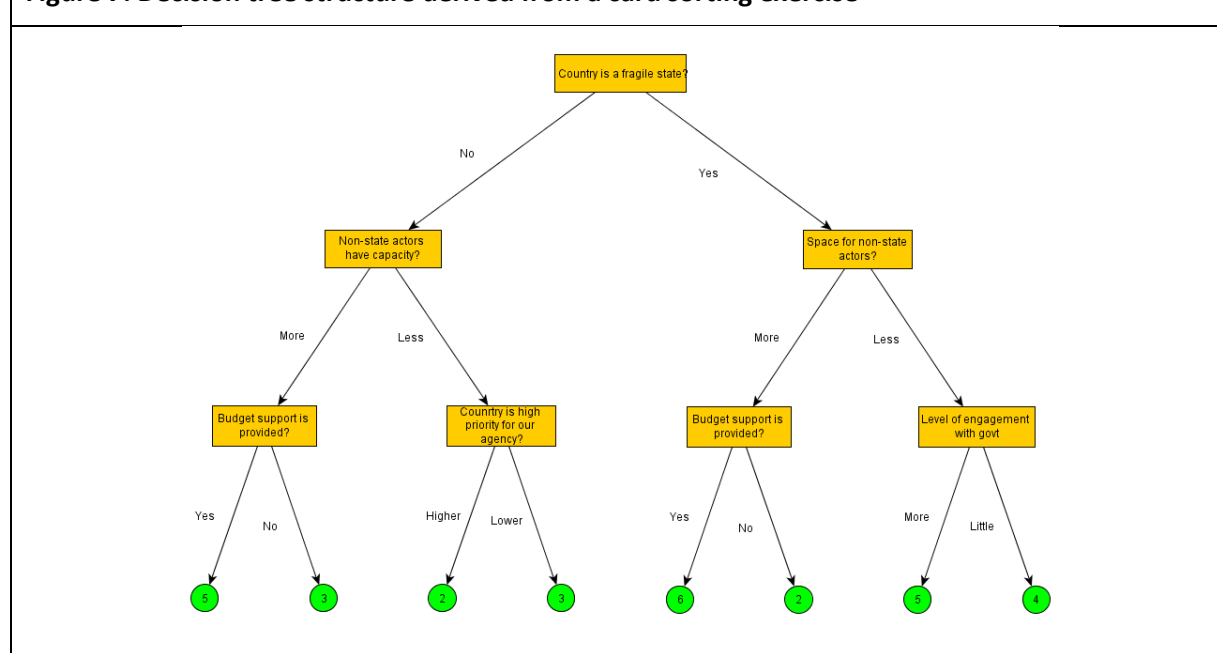 Decision tree structure derived from a card sorting exercise
Country is a fragile state?
No
Yes
Non-state actors
have capacity?
Space for non-state
actors?
More
Less
More
Less
Budget support is
provided?
Counrtry is high
priority for our
agency?
Budget support is
provided?
Level of engagement
with govt
Yes
No
Higher
Lower
Yes
No
More
Little
5
3
2
3
6
2
5
4